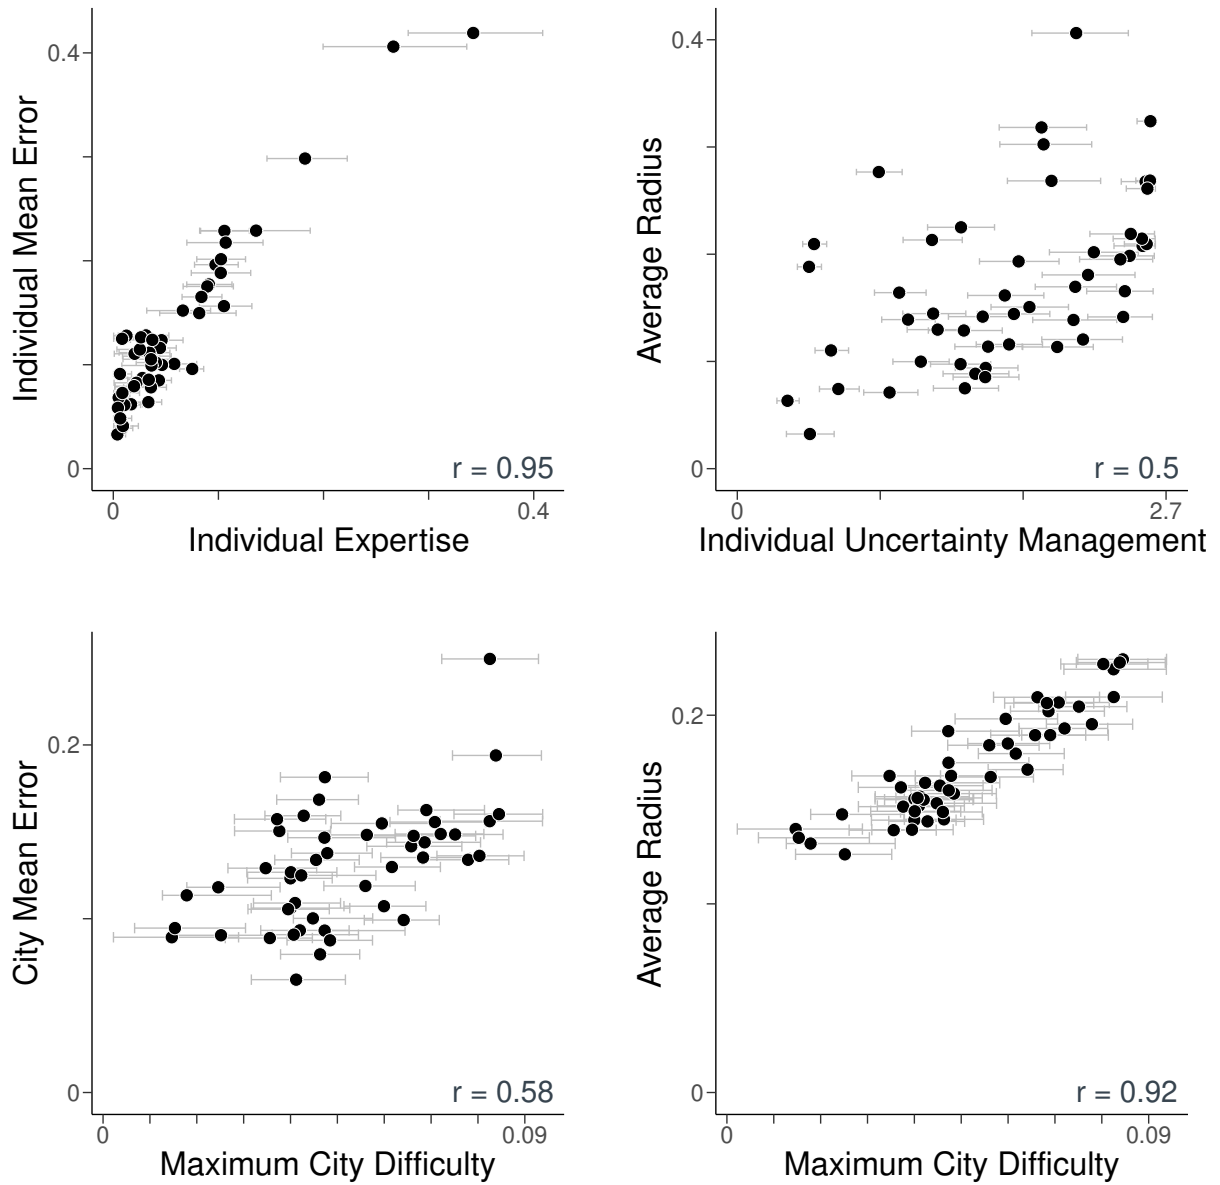 0.4
Individual Mean Error
0
r = 0.95
0
0.4
Individual Expertise
0.4
Average Radius
0
r = 0.5
0
2.7
Individual Uncertainty Management
0.2
City Mean Error
0
r = 0.58
0
0.09
Maximum City Difficulty
0.2
Average Radius
0
r = 0.92
0
0.09
Maximum City Difficulty